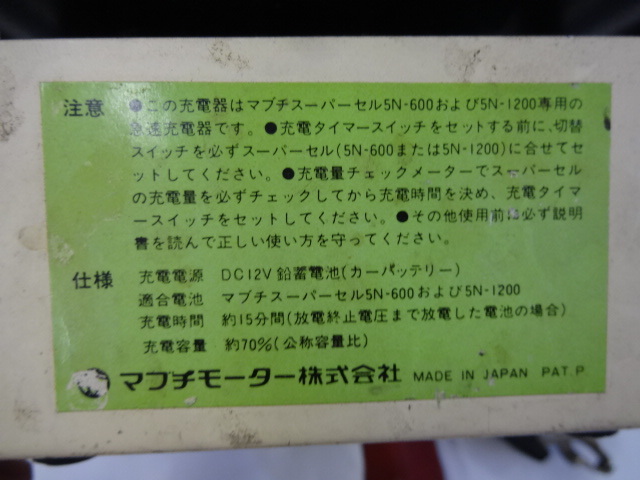 注意 ●この充電器はマブチスーパーセル5N-600および5N-1200専用の
急速充電器です。●充電タイマースイッチをセットする前に、切替
スイッチを必ずスーパーセル(5N-600または5N-1200)に合せてセ
ットしてください。●充電量チェックメーターでスーパーセル
の充電量を必ずチェックしてから充電時間を決め、充電タイマ
ースイッチをセットしてください。●その他使用前に必ず説明
書を読んで正しい使い方を守ってください。
仕様 充電電源 DC12V 鉛蓄電池(カーバッテリー)
適合電池 マブチスーパーセル5N-600および5N-1200
充電時間 約15分間(放電終止電圧まで放電した電池の場合)
充電容量 約70%(公称容量比)
マブチモーター株式会社 MADE IN JAPAN PAT.P.